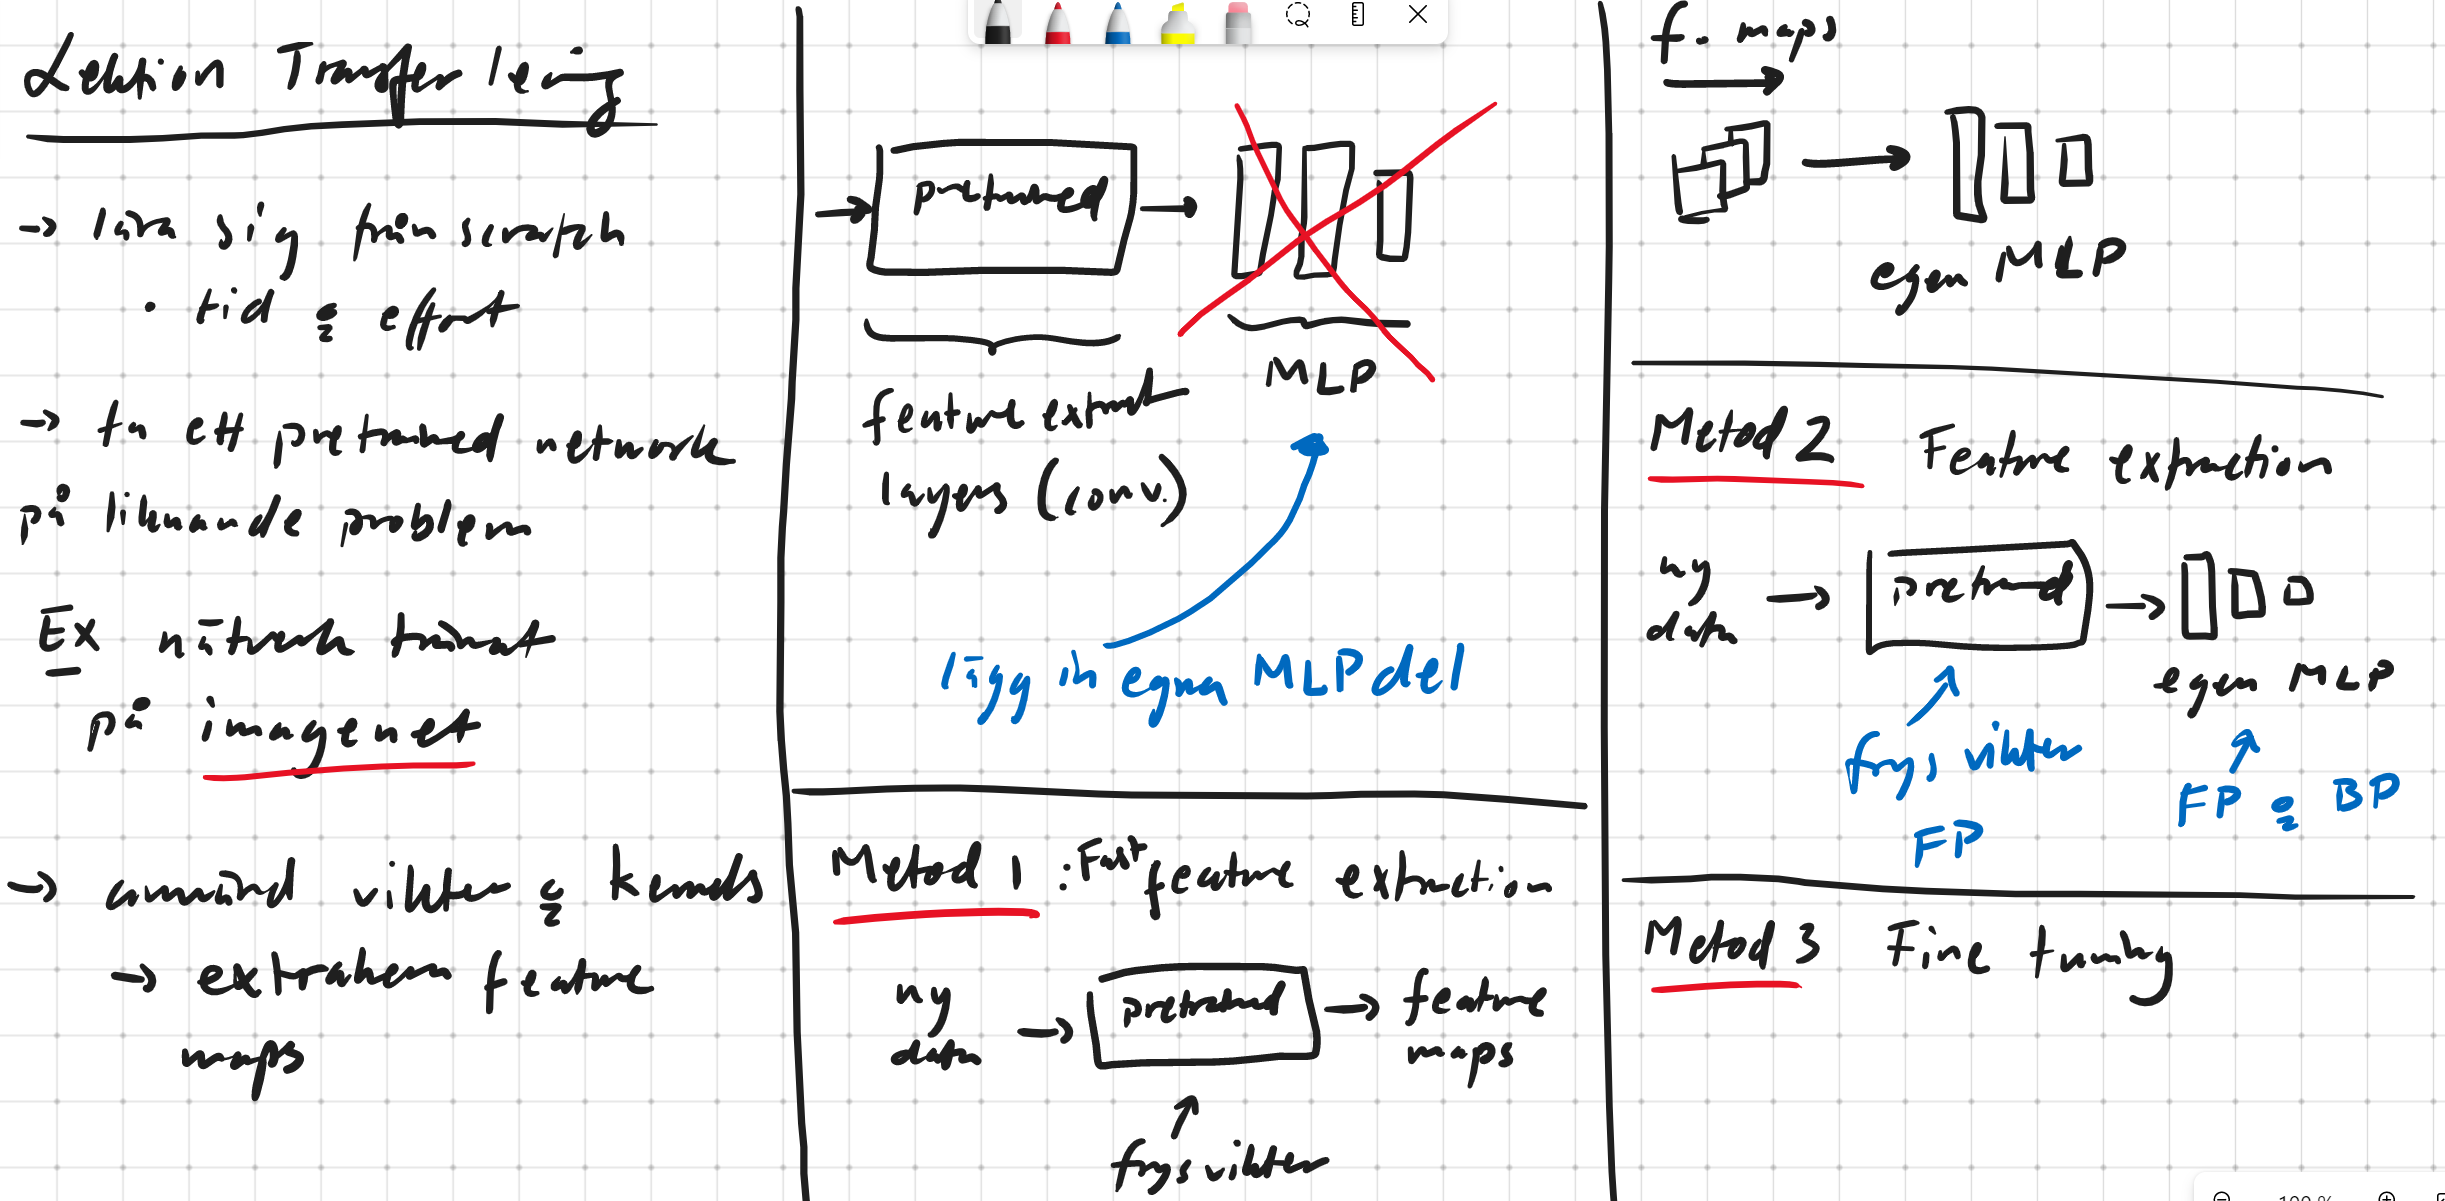 Lektion Transfer lering
→ lära sig från scratch
• tid & effort
→ ta ett pretrained network
på liknande problem
Ex nätverk tränat
på imagenet
→ använd vikter & kernels
→ extrahera feature
maps
pretrained
MLP
feature extract
layers (conv.)
lägg in egna MLP del
Metod 1 : Fast feature extraction
ny
data
→ pretrained → feature
maps
frys vikter
f. maps
egen MLP
Metod 2 Feature extraction
ny
data
→ pretrained →
egen MLP
frys vikter
FP
FP & BP
Metod 3 Fine tuning